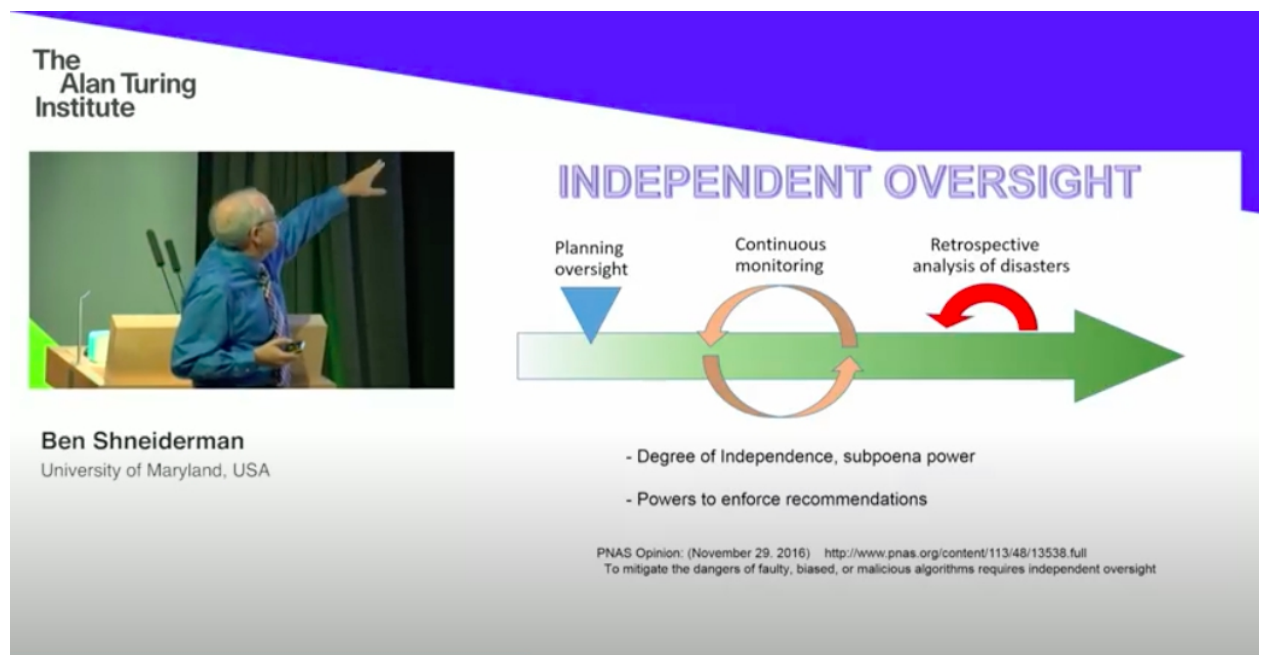 The
Alan Turing
Institute
Ben Shneiderman
University of Maryland, USA
INDEPENDENT OVERSIGHT
Planning
oversight
Continuous
monitoring
Retrospective
analysis of disasters
- Degree of Independence, subpoena power
- Powers to enforce recommendations
PNAS Opinion: (November 29. 2016) http://www.pnas.org/content/113/48/13538.full
To mitigate the dangers of faulty, biased, or malicious algorithms requires independent oversight